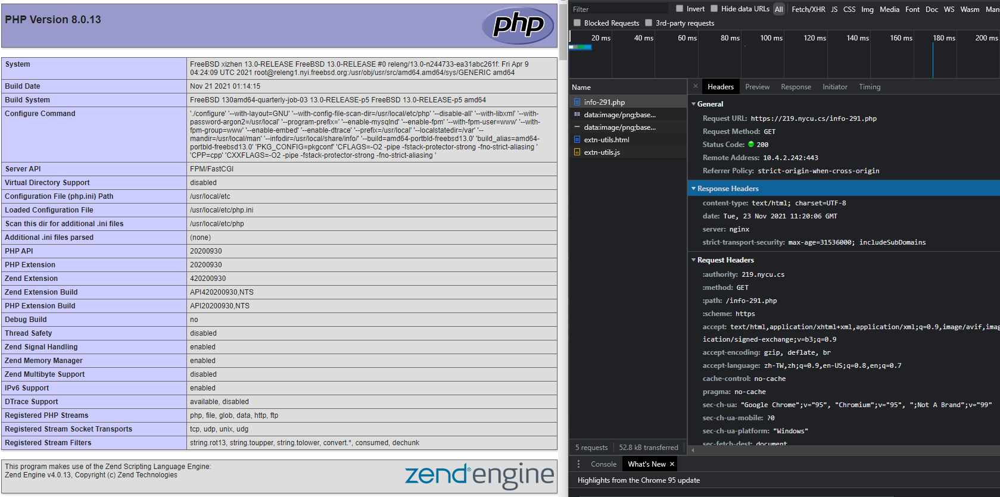 PHP Version 8.0.13
php
System
FreeBSD xizhen 13.0-RELEASE FreeBSD 13.0-RELEASE #0 releng/13.0-n244733-ea31abc261f: Fri Apr 9
04:24:09 UTC 2021 root@releng1.nyi.freebsd.org:/usr/obj/usr/src/amd64.amd64/sys/GENERIC amd64
Build Date
Nov 21 2021 01:14:15
Build System
FreeBSD 130amd64-quarterly-job-03 13.0-RELEASE-p5 FreeBSD 13.0-RELEASE-p5 amd64
Configure Command
'./configure' '--with-layout=GNU' '--with-config-file-scan-dir=/usr/local/etc/php' '--disable-all' '--with-libxml' '--with-
password-argon2=/usr/local' '--program-prefix=' '--enable-mysqlnd' '--enable-fpm' '--with-fpm-user=www' '--with-
fpm-group=www' '--enable-embed' '--enable-dtrace' '--prefix=/usr/local' '--localstatedir=/var' '--
mandir=/usr/local/man' '--infodir=/usr/local/share/info/' '--build=amd64-portbld-freebsd13.0' 'build_alias=amd64-
portbld-freebsd13.0' 'PKG_CONFIG=pkgconf' 'CFLAGS=-O2 -pipe -fstack-protector-strong -fno-strict-aliasing '
'CPP=cpp' 'CXXFLAGS=-O2 -pipe -fstack-protector-strong -fno-strict-aliasing '
Server API
FPM/FastCGI
Virtual Directory Support
disabled
Configuration File (php.ini) Path
/usr/local/etc
Loaded Configuration File
/usr/local/etc/php.ini
Scan this dir for additional .ini files
/usr/local/etc/php
Additional .ini files parsed
(none)
PHP API
20200930
PHP Extension
20200930
Zend Extension
420200930
Zend Extension Build
API420200930,NTS
PHP Extension Build
API20200930,NTS
Debug Build
no
Thread Safety
disabled
Zend Signal Handling
enabled
Zend Memory Manager
enabled
Zend Multibyte Support
disabled
IPv6 Support
enabled
DTrace Support
available, disabled
Registered PHP Streams
php, file, glob, data, http, ftp
Registered Stream Socket Transports
tcp, udp, unix, udg
Registered Stream Filters
string.rot13, string.toupper, string.tolower, convert.*, consumed, dechunk
This program makes use of the Zend Scripting Language Engine:
Zend Engine v4.0.13, Copyright (c) Zend Technologies
zend® engine
Filter
Invert
Hide data URLs
All
Fetch/XHR JS CSS Img Media Font Doc WS Wasm Man
Blocked Requests
3rd-party requests
20 ms 40 ms 60 ms 80 ms 100 ms 120 ms 140 ms 160 ms 180 ms 200 ms
Name
info-291.php
data:image/png;base...
data:image/png;base...
extn-utils.html
extn-utils.js
5 requests
52.8 kB transferred
× Headers Preview Response Initiator Timing
General
Request URL: https://219.nycu.cs/info-291.php
Request Method: GET
Status Code: 200
Remote Address: 10.4.2.242:443
Referrer Policy: strict-origin-when-cross-origin
Response Headers
content-type: text/html; charset=UTF-8
date: Tue, 23 Nov 2021 11:20:06 GMT
server: nginx
strict-transport-security: max-age=31536000; includeSubDomains
Request Headers
:authority: 219.nycu.cs
:method: GET
:path: /info-291.php
:scheme: https
accept: text/html,application/xhtml+xml,application/xml;q=0.9,image/avif,imag
ication/signed-exchange;v=b3;q=0.9
accept-encoding: gzip, deflate, br
accept-language: zh-TW,zh;q=0.9,en-US;q=0.8,en;q=0.7
cache-control: no-cache
pragma: no-cache
sec-ch-ua: "Google Chrome";v="95", "Chromium";v="95", ";Not A Brand";v="99"
sec-ch-ua-mobile: ?0
sec-ch-ua-platform: "Windows"
sec-fetch-dest: document
Console
What's New ×
Highlights from the Chrome 95 update